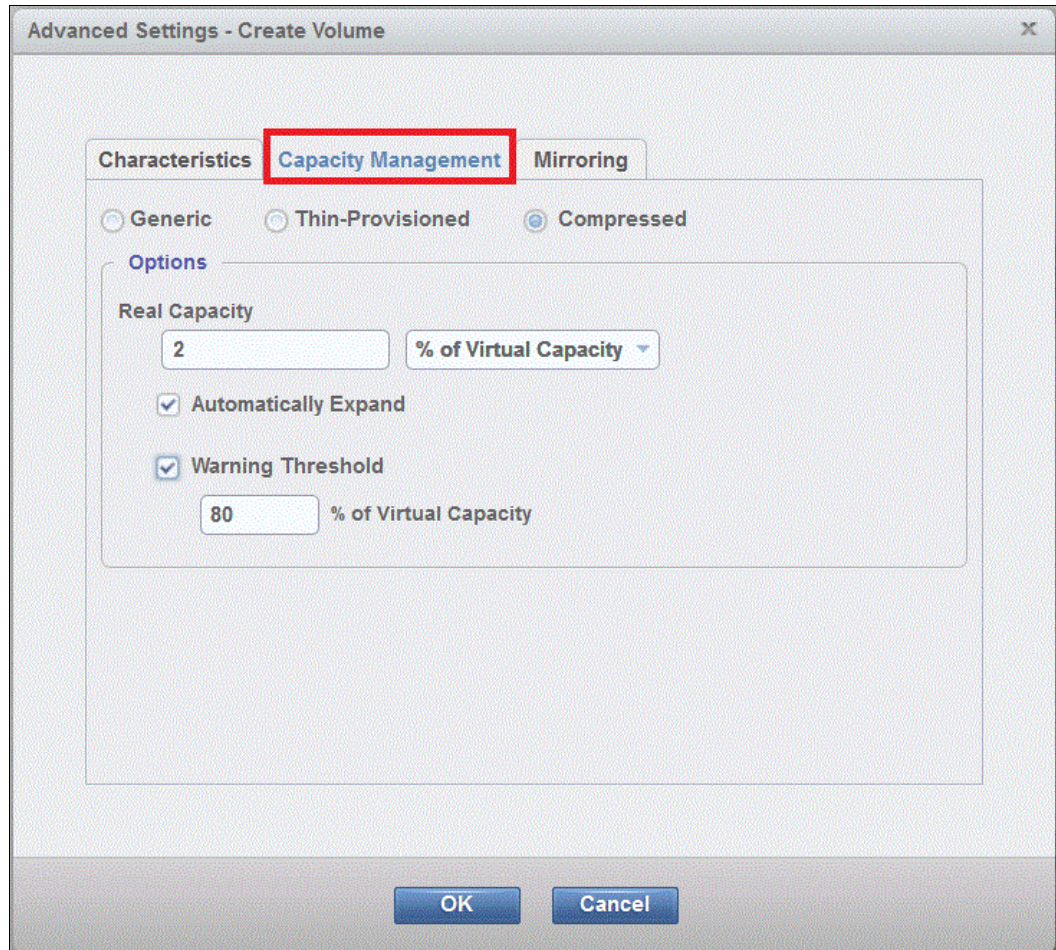 Advanced Settings - Create Volume
Characteristics Capacity Management Mirroring
Generic Thin-Provisioned Compressed
Options
Real Capacity
2 % of Virtual Capacity
Automatically Expand
Warning Threshold
80 % of Virtual Capacity
OK Cancel